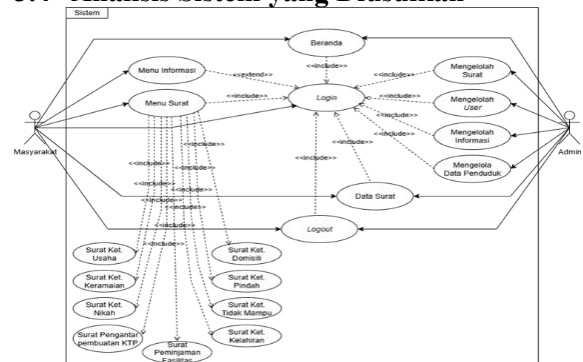 3.4 Analisis Sistem yang Diusulkan
Sistem
Beranda
Menu Informasi
<<extend>>
<<include>>
Mengelolah
Surat
<<include>>
Menu Surat
<<include>>
Login
<<include>>
Mengelolah
User
<<include>>
Mengelolah
Informasi
<<include>>
Mengelola
Data Penduduk
Masyarakat
Admin
<<include>>
<<include>>
<<include>>
<<include>>
<<include>>
<<include>>
<<include>>
<<include>>
<<include>>
<<include>>
Data Surat
Logout
Surat Ket.
Usaha
Surat Ket.
Domisili
Surat Ket.
Keramaian
Surat Ket.
Pindah
Surat Ket.
Nikah
Surat Ket.
Tidak Mampu
Surat Pengantar
pembuatan KTP
Surat
Peminjaman
Fasilitas
Surat Ket.
Kelahiran